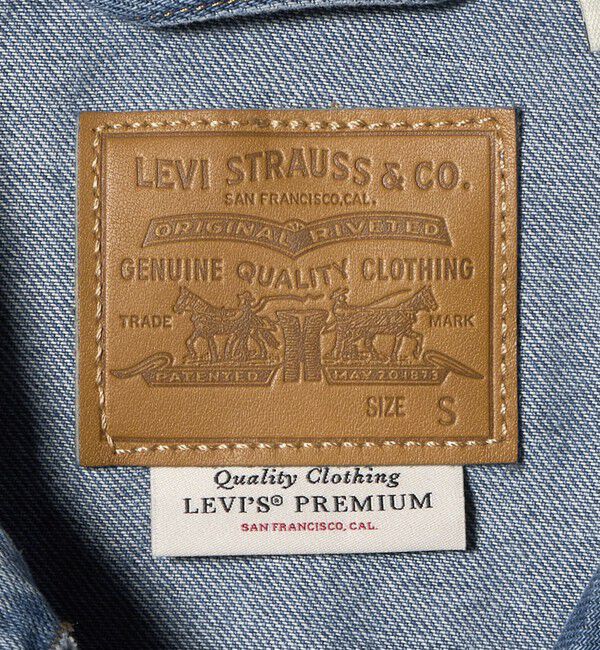 LEVI STRAUSS & CO.
SAN FRANCISCO, CAL.
ORIGINAL RIVETED
GENUINE QUALITY CLOTHING
TRADE MARK
PATENTED MAY 20 1873
SIZE S
Quality Clothing
LEVI'S® PREMIUM
SAN FRANCISCO, CAL.